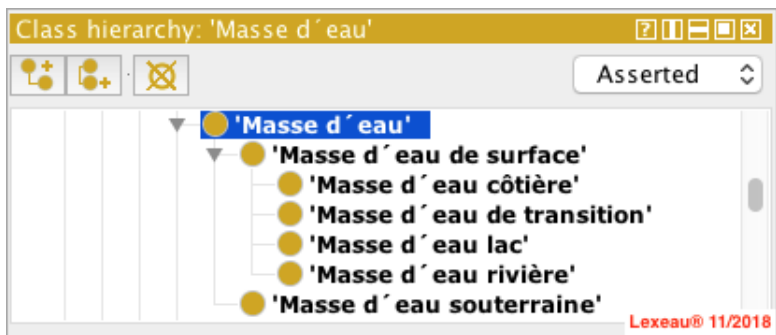 Class hierarchy: 'Masse d´eau'
Asserted
'Masse d´eau'
'Masse d´eau de surface'
'Masse d´eau côtière'
'Masse d´eau de transition'
'Masse d´eau lac'
'Masse d´eau rivière'
'Masse d´eau souterraine'
Lexeau® 11/2018